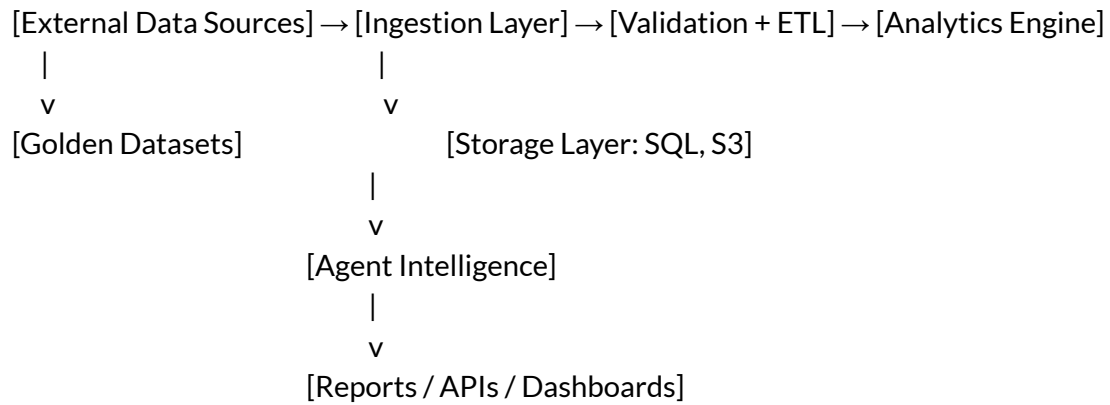 [External Data Sources] → [Ingestion Layer] → [Validation + ETL] → [Analytics Engine]
| |
v v
[Golden Datasets] [Storage Layer: SQL, S3]
|
v
[Agent Intelligence]
|
v
[Reports / APIs / Dashboards]